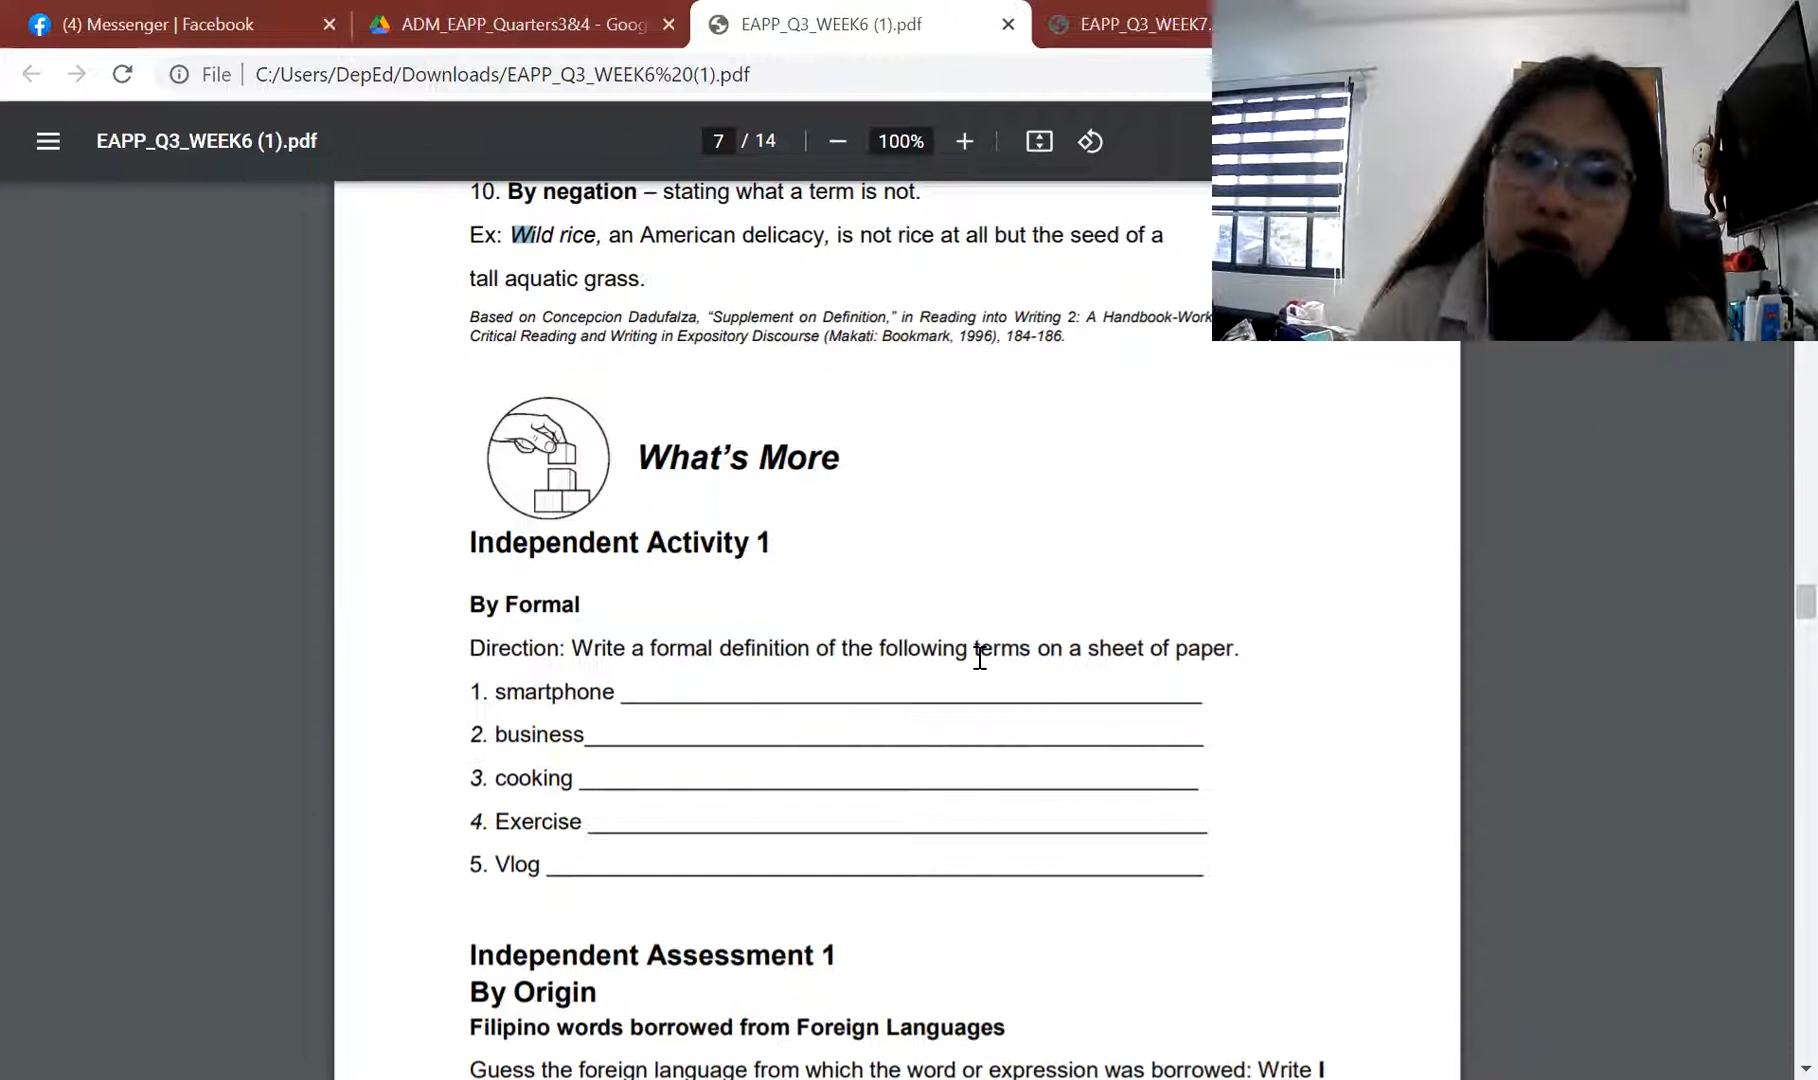 (4) Messenger | Facebook
ADM_EAPP_Quarters3&4 - Goog
EAPP_Q3_WEEK6 (1).pdf
EAPP_Q3_WEEK7.
File
C:/Users/DepEd/Downloads/EAPP_Q3_WEEK6%20(1).pdf
EAPP_Q3_WEEK6 (1).pdf
7 / 14
100%
10. By negation – stating what a term is not.
Ex: Wild rice, an American delicacy, is not rice at all but the seed of a
tall aquatic grass.
Based on Concepcion Dadufalza, “Supplement on Definition,” in Reading into Writing 2: A Handbook-Work
Critical Reading and Writing in Expository Discourse (Makati: Bookmark, 1996), 184-186.
What’s More
Independent Activity 1
By Formal
Direction: Write a formal definition of the following terms on a sheet of paper.
1. smartphone
2. business
3. cooking
4. Exercise
5. Vlog
Independent Assessment 1
By Origin
Filipino words borrowed from Foreign Languages
Guess the foreign language from which the word or expression was borrowed: Write I